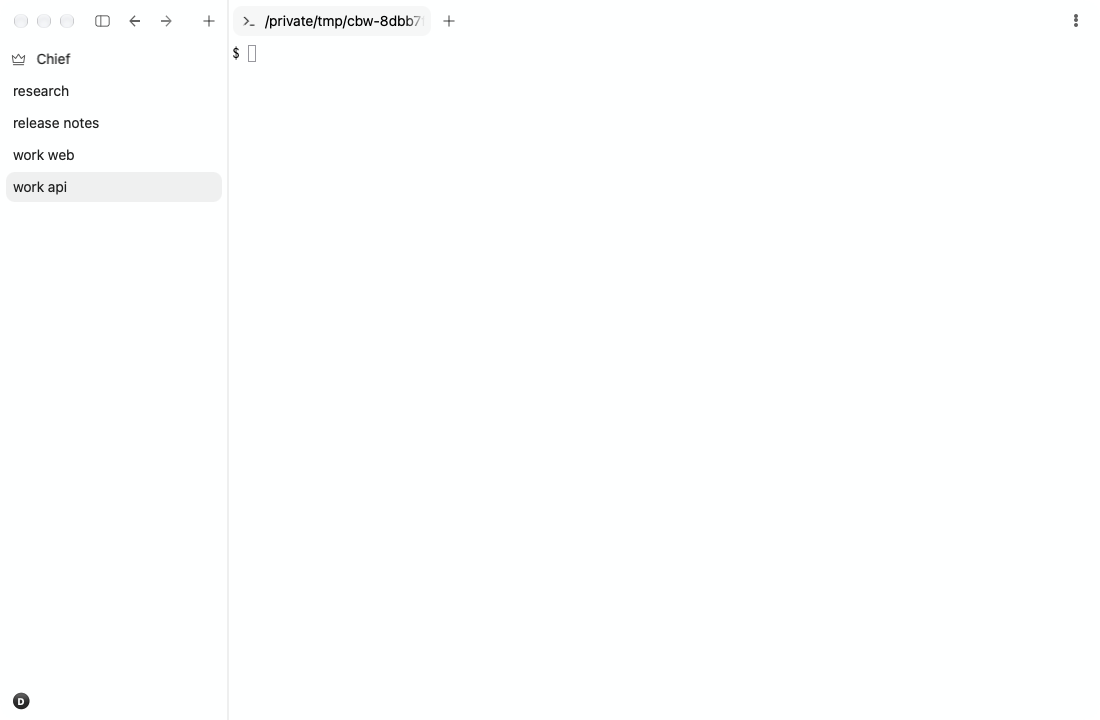 /private/tmp/cbw-8dbb7
$
Chief
research
release notes
work web
work api
D